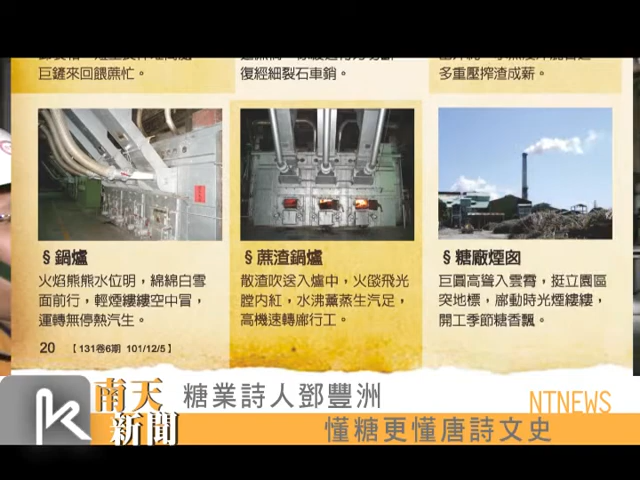 巨鏟來回餵蔗忙。
復經細裂石車銷。
多重壓搾渣成薪。
§鍋爐
火焰熊熊水位明，綿綿白雪
面前行，輕煙縷縷空中冒，
運轉無停熱汽生。
§蔗渣鍋爐
散渣吹送入爐中，火燄飛光
膛內紅，水沸薰蒸生汽足，
高機速轉廊行工。
§糖廠煙囪
巨圓高聳入雲霄，挺立園區
突地標，廊動時光煙縷縷，
開工季節糖香飄。
20 【131卷6期 101/12/5】
南天
新聞
糖業詩人鄧豐洲
NTNEWS
懂糖更懂唐詩文史